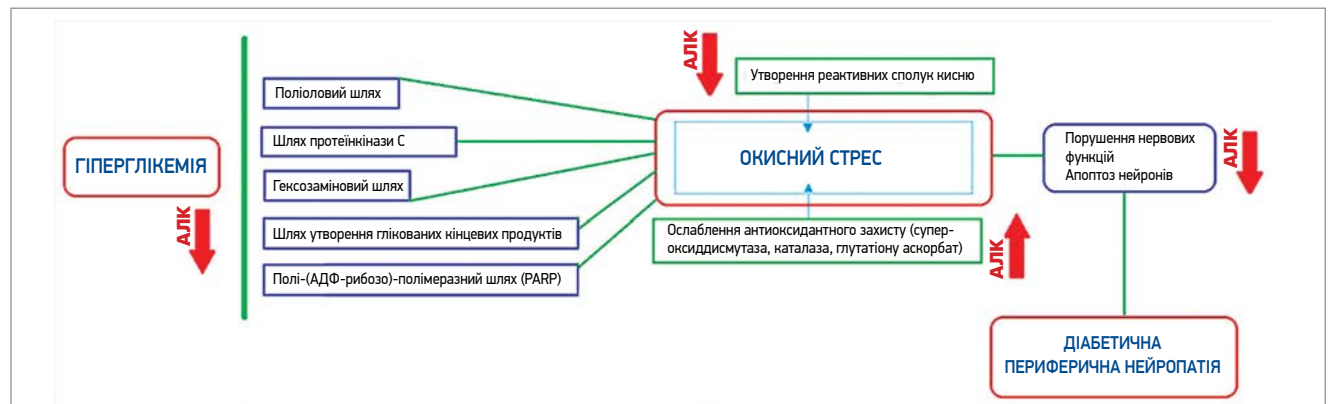 ГІПЕРГЛІКЕМІЯ
АЛК
Поліоловий шлях
Шлях протеїнкінази С
Гексозаміновий шлях
Шлях утворення глікованих кінцевих продуктів
Полі-(АДФ-рибозо)-полімеразний шлях (PARP)
АЛК
Утворення реактивних сполук кисню
ОКИСНИЙ СТРЕС
Ослаблення антиоксидантного захисту (супер-
оксиддисмутаза, каталаза, глутатіону аскорбат)
АЛК
Порушення нервових
функцій
Апоптоз нейронів
АЛК
ДІАБЕТИЧНА
ПЕРИФЕРИЧНА НЕЙРОПАТІЯ